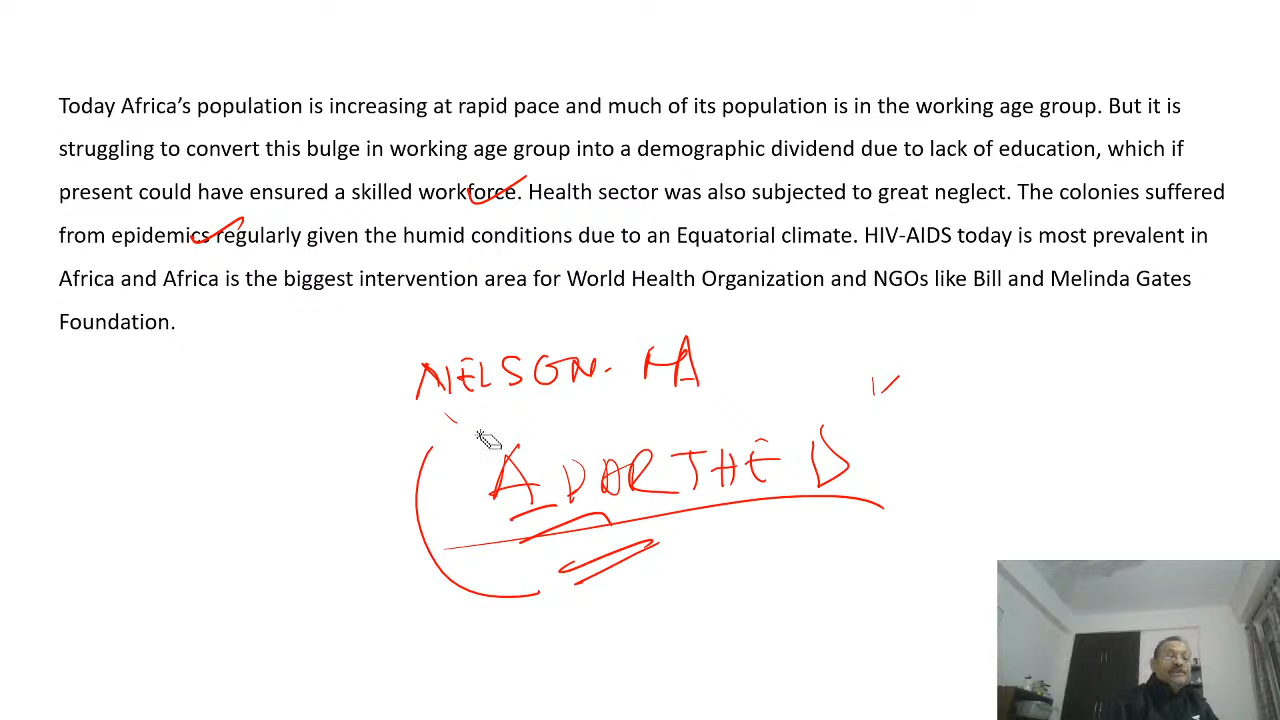 Today Africa’s population is increasing at rapid pace and much of its population is in the working age group. But it is
struggling to convert this bulge in working age group into a demographic dividend due to lack of education, which if
present could have ensured a skilled workforce. Health sector was also subjected to great neglect. The colonies suffered
from epidemics regularly given the humid conditions due to an Equatorial climate. HIV-AIDS today is most prevalent in
Africa and Africa is the biggest intervention area for World Health Organization and NGOs like Bill and Melinda Gates
Foundation.
NELSON. MA
APARTHED